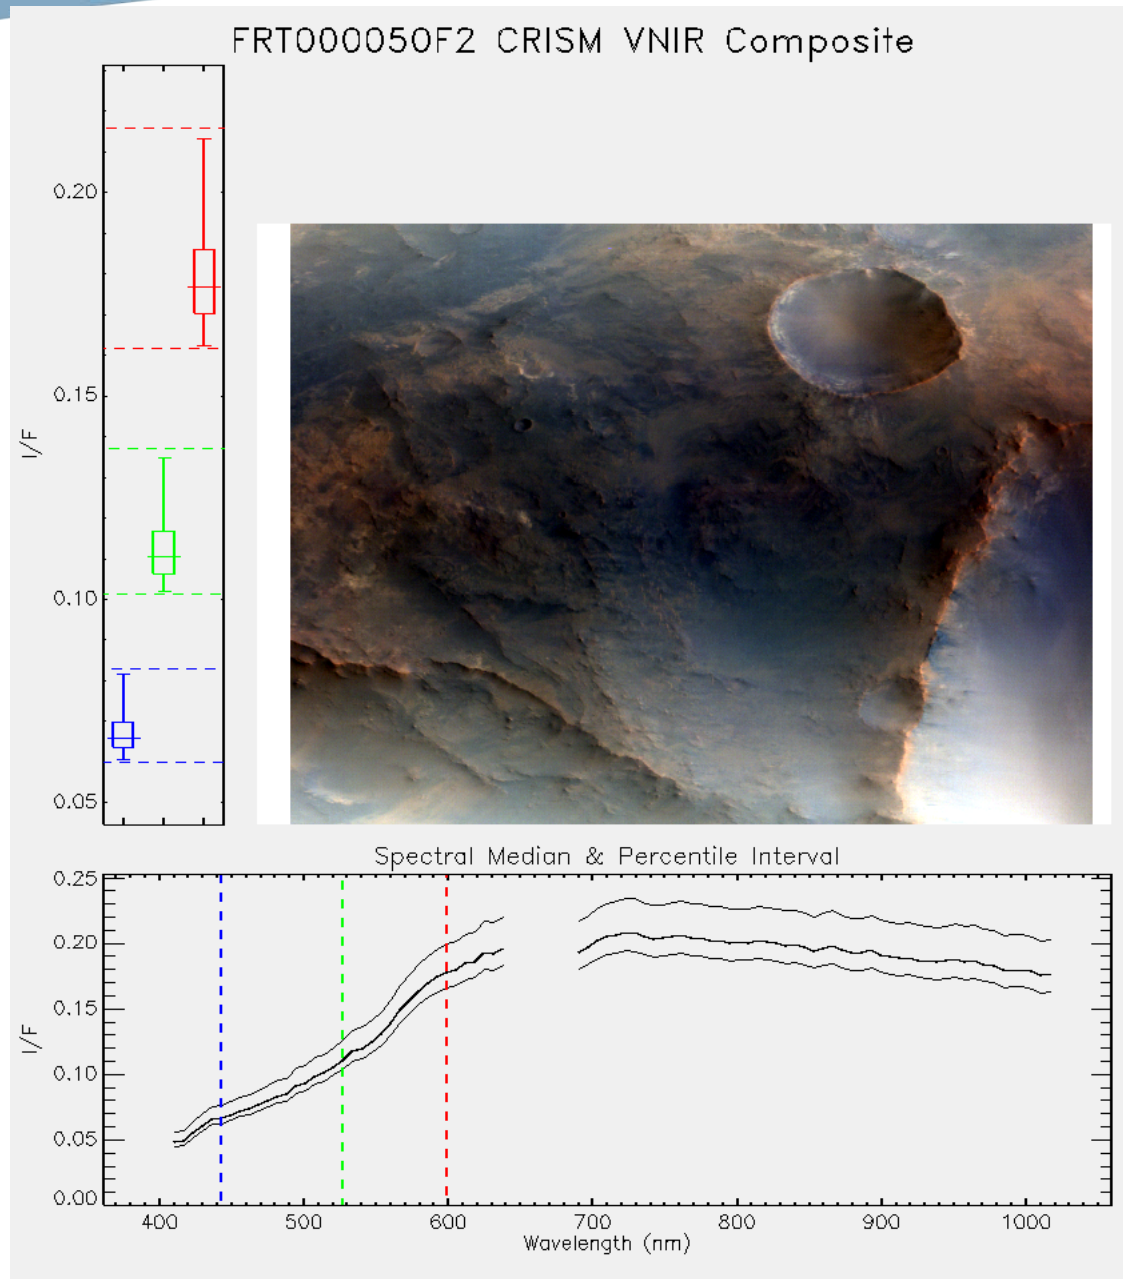 FRT000050F2 CRISM VNIR Composite
0.20
0.15
0.10
0.05
I/F
Spectral Median & Percentile Interval
0.25
0.20
0.15
0.10
0.05
0.00
I/F
400 500 600 700 800 900 1000
Wavelength (nm)